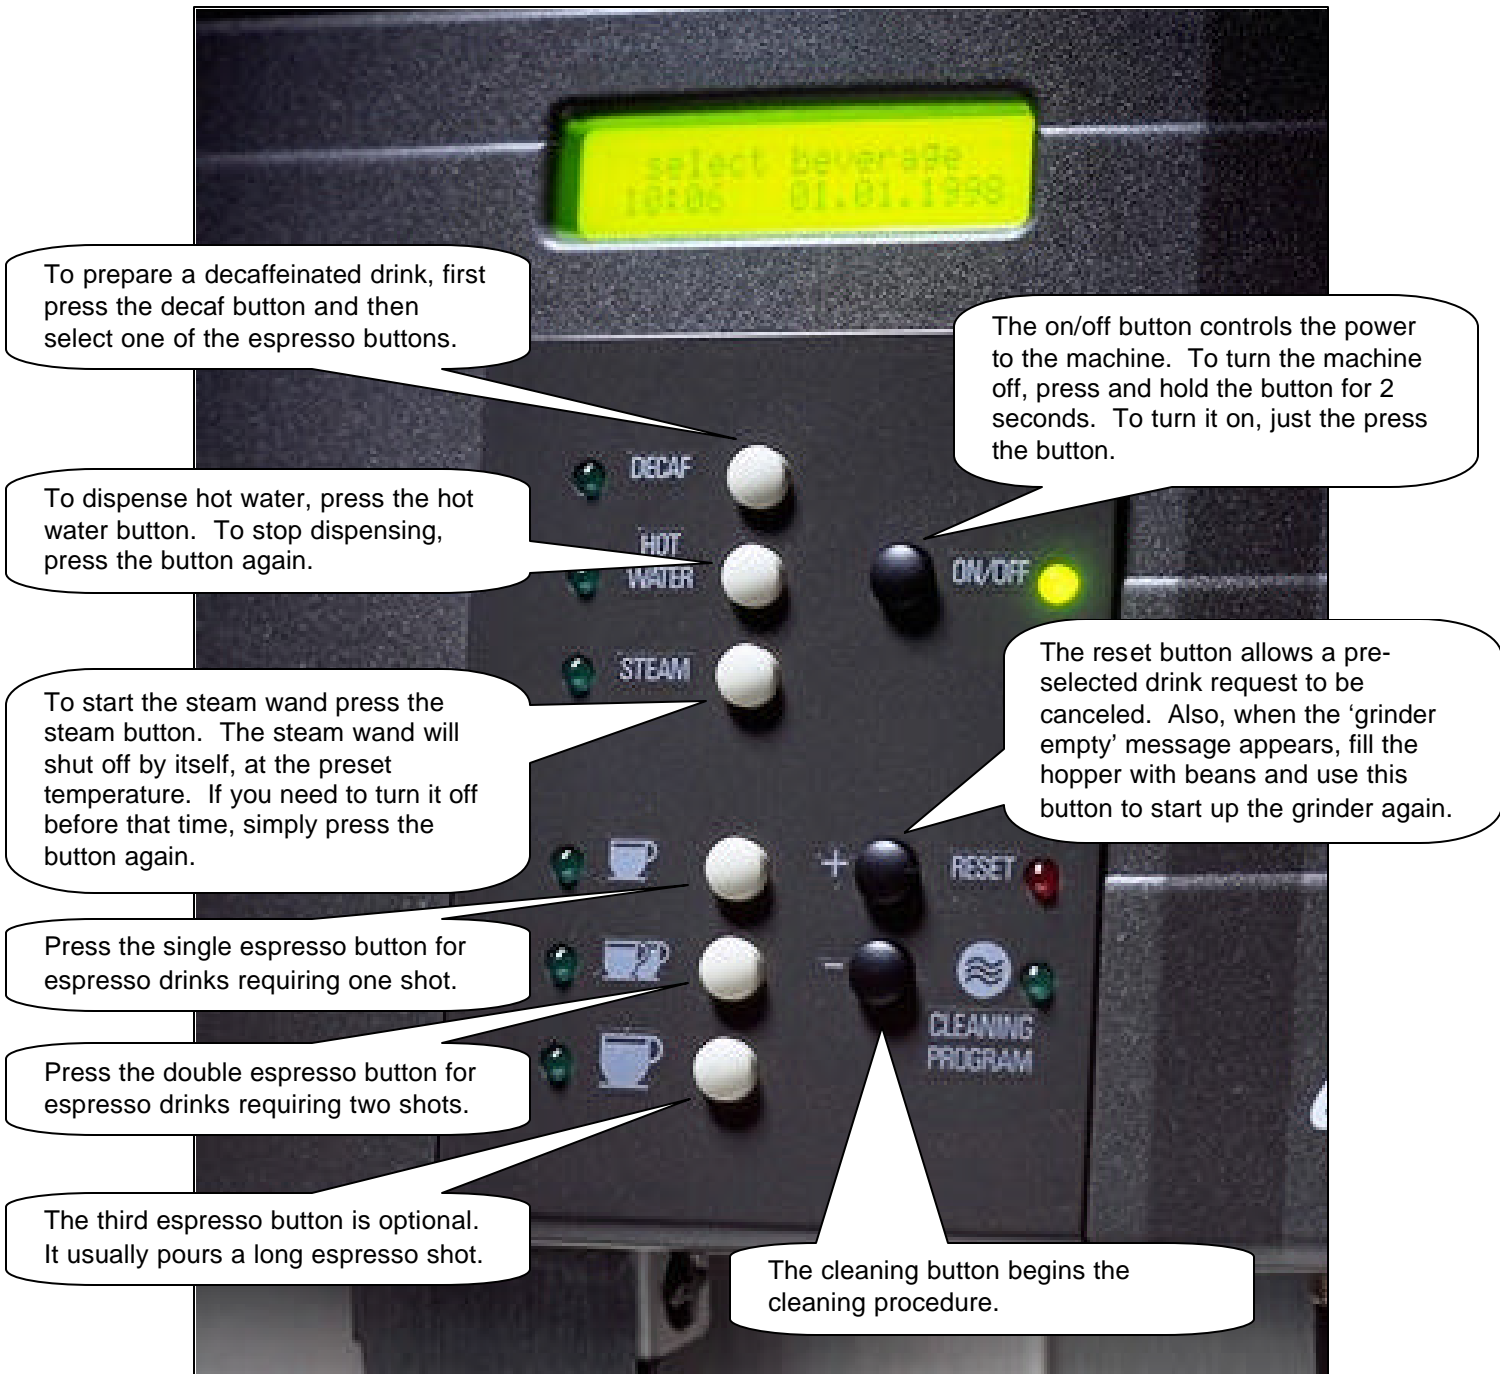 select beverage
10:06 01.01.1998
To prepare a decaffeinated drink, first
press the decaf button and then
select one of the espresso buttons.
The on/off button controls the power
to the machine. To turn the machine
off, press and hold the button for 2
seconds. To turn it on, just the press
the button.
DECAF
To dispense hot water, press the hot
water button. To stop dispensing,
press the button again.
HOT
WATER
ON/OFF
STEAM
To start the steam wand press the
steam button. The steam wand will
shut off by itself, at the preset
temperature. If you need to turn it off
before that time, simply press the
button again.
The reset button allows a pre-
selected drink request to be
canceled. Also, when the ‘grinder
empty’ message appears, fill the
hopper with beans and use this
button to start up the grinder again.
+ RESET
Press the single espresso button for
espresso drinks requiring one shot.
-
CLEANING
PROGRAM
Press the double espresso button for
espresso drinks requiring two shots.
The third espresso button is optional.
It usually pours a long espresso shot.
The cleaning button begins the
cleaning procedure.